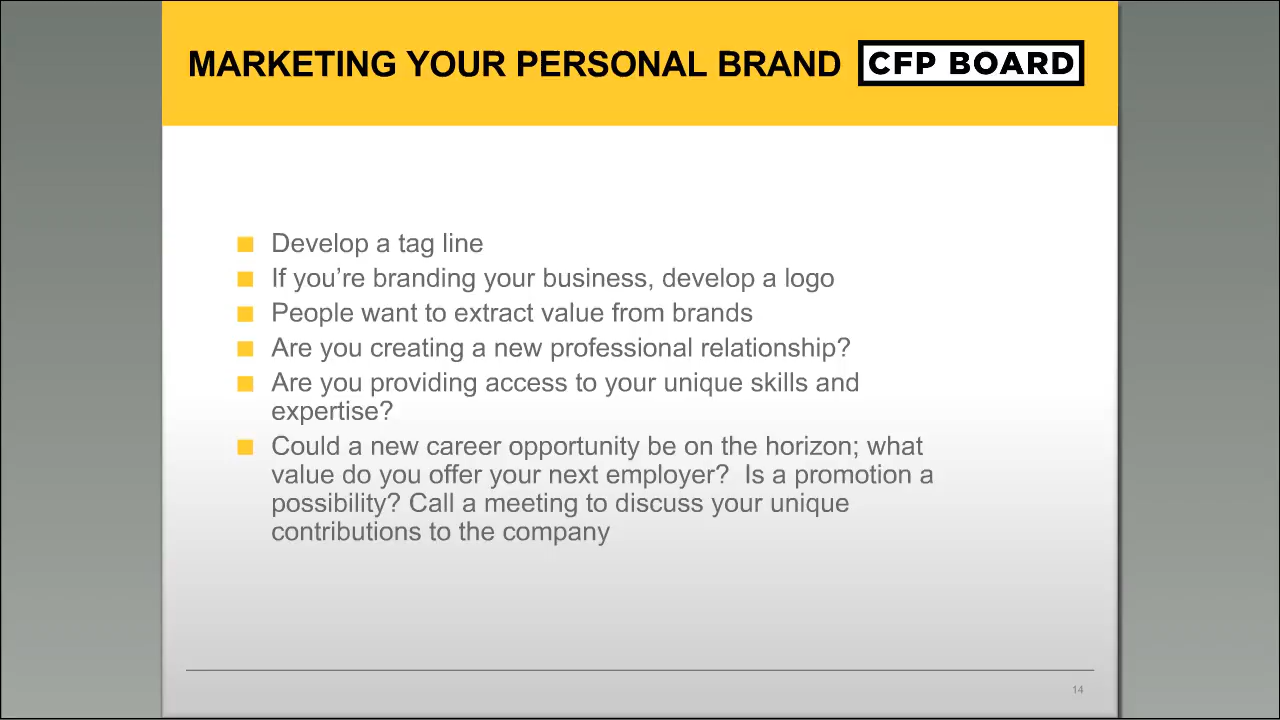 MARKETING YOUR PERSONAL BRAND CFP BOARD
Develop a tag line
If you’re branding your business, develop a logo
People want to extract value from brands
Are you creating a new professional relationship?
Are you providing access to your unique skills and
expertise?
Could a new career opportunity be on the horizon; what
value do you offer your next employer?  Is a promotion a
possibility? Call a meeting to discuss your unique
contributions to the company
14